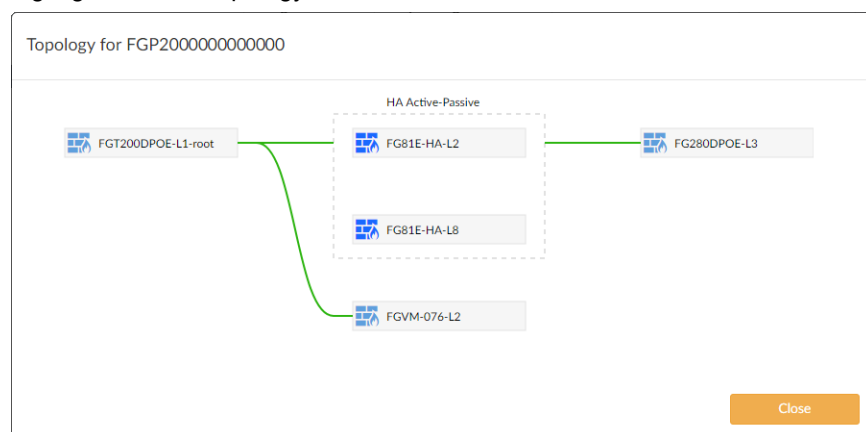 Topology for FGP2000000000000
HA Active-Passive
FGT200DPOE-L1-root
FG81E-HA-L2
FG280DPOE-L3
FG81E-HA-L8
FGVM-076-L2
Close